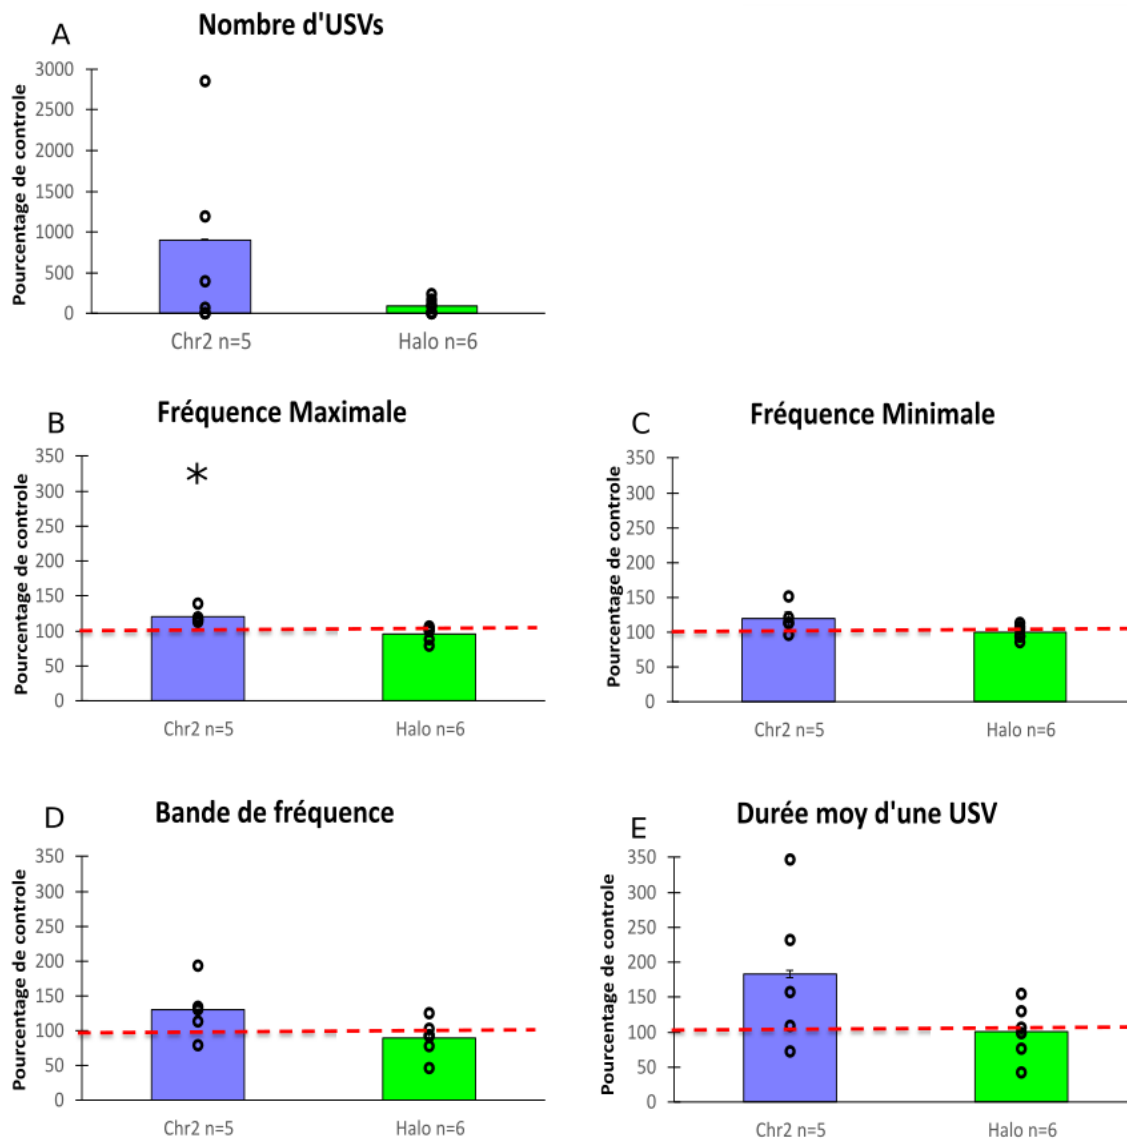 A
Nombre d'USVs
Pourcentage de controle
3000
2500
2000
1500
1000
500
0
Chr2 n=5
Halo n=6
B
Fréquence Maximale
Pourcentage de controle
350
300
250
200
150
100
50
0
*
Chr2 n=5
Halo n=6
C
Fréquence Minimale
Pourcentage de controle
350
300
250
200
150
100
50
0
Chr2 n=5
Halo n=6
D
Bande de fréquence
Pourcentage de controle
350
300
250
200
150
100
50
0
Chr2 n=5
Halo n=6
E
Durée moy d'une USV
Pourcentage de controle
350
300
250
200
150
100
50
0
Chr2 n=5
Halo n=6